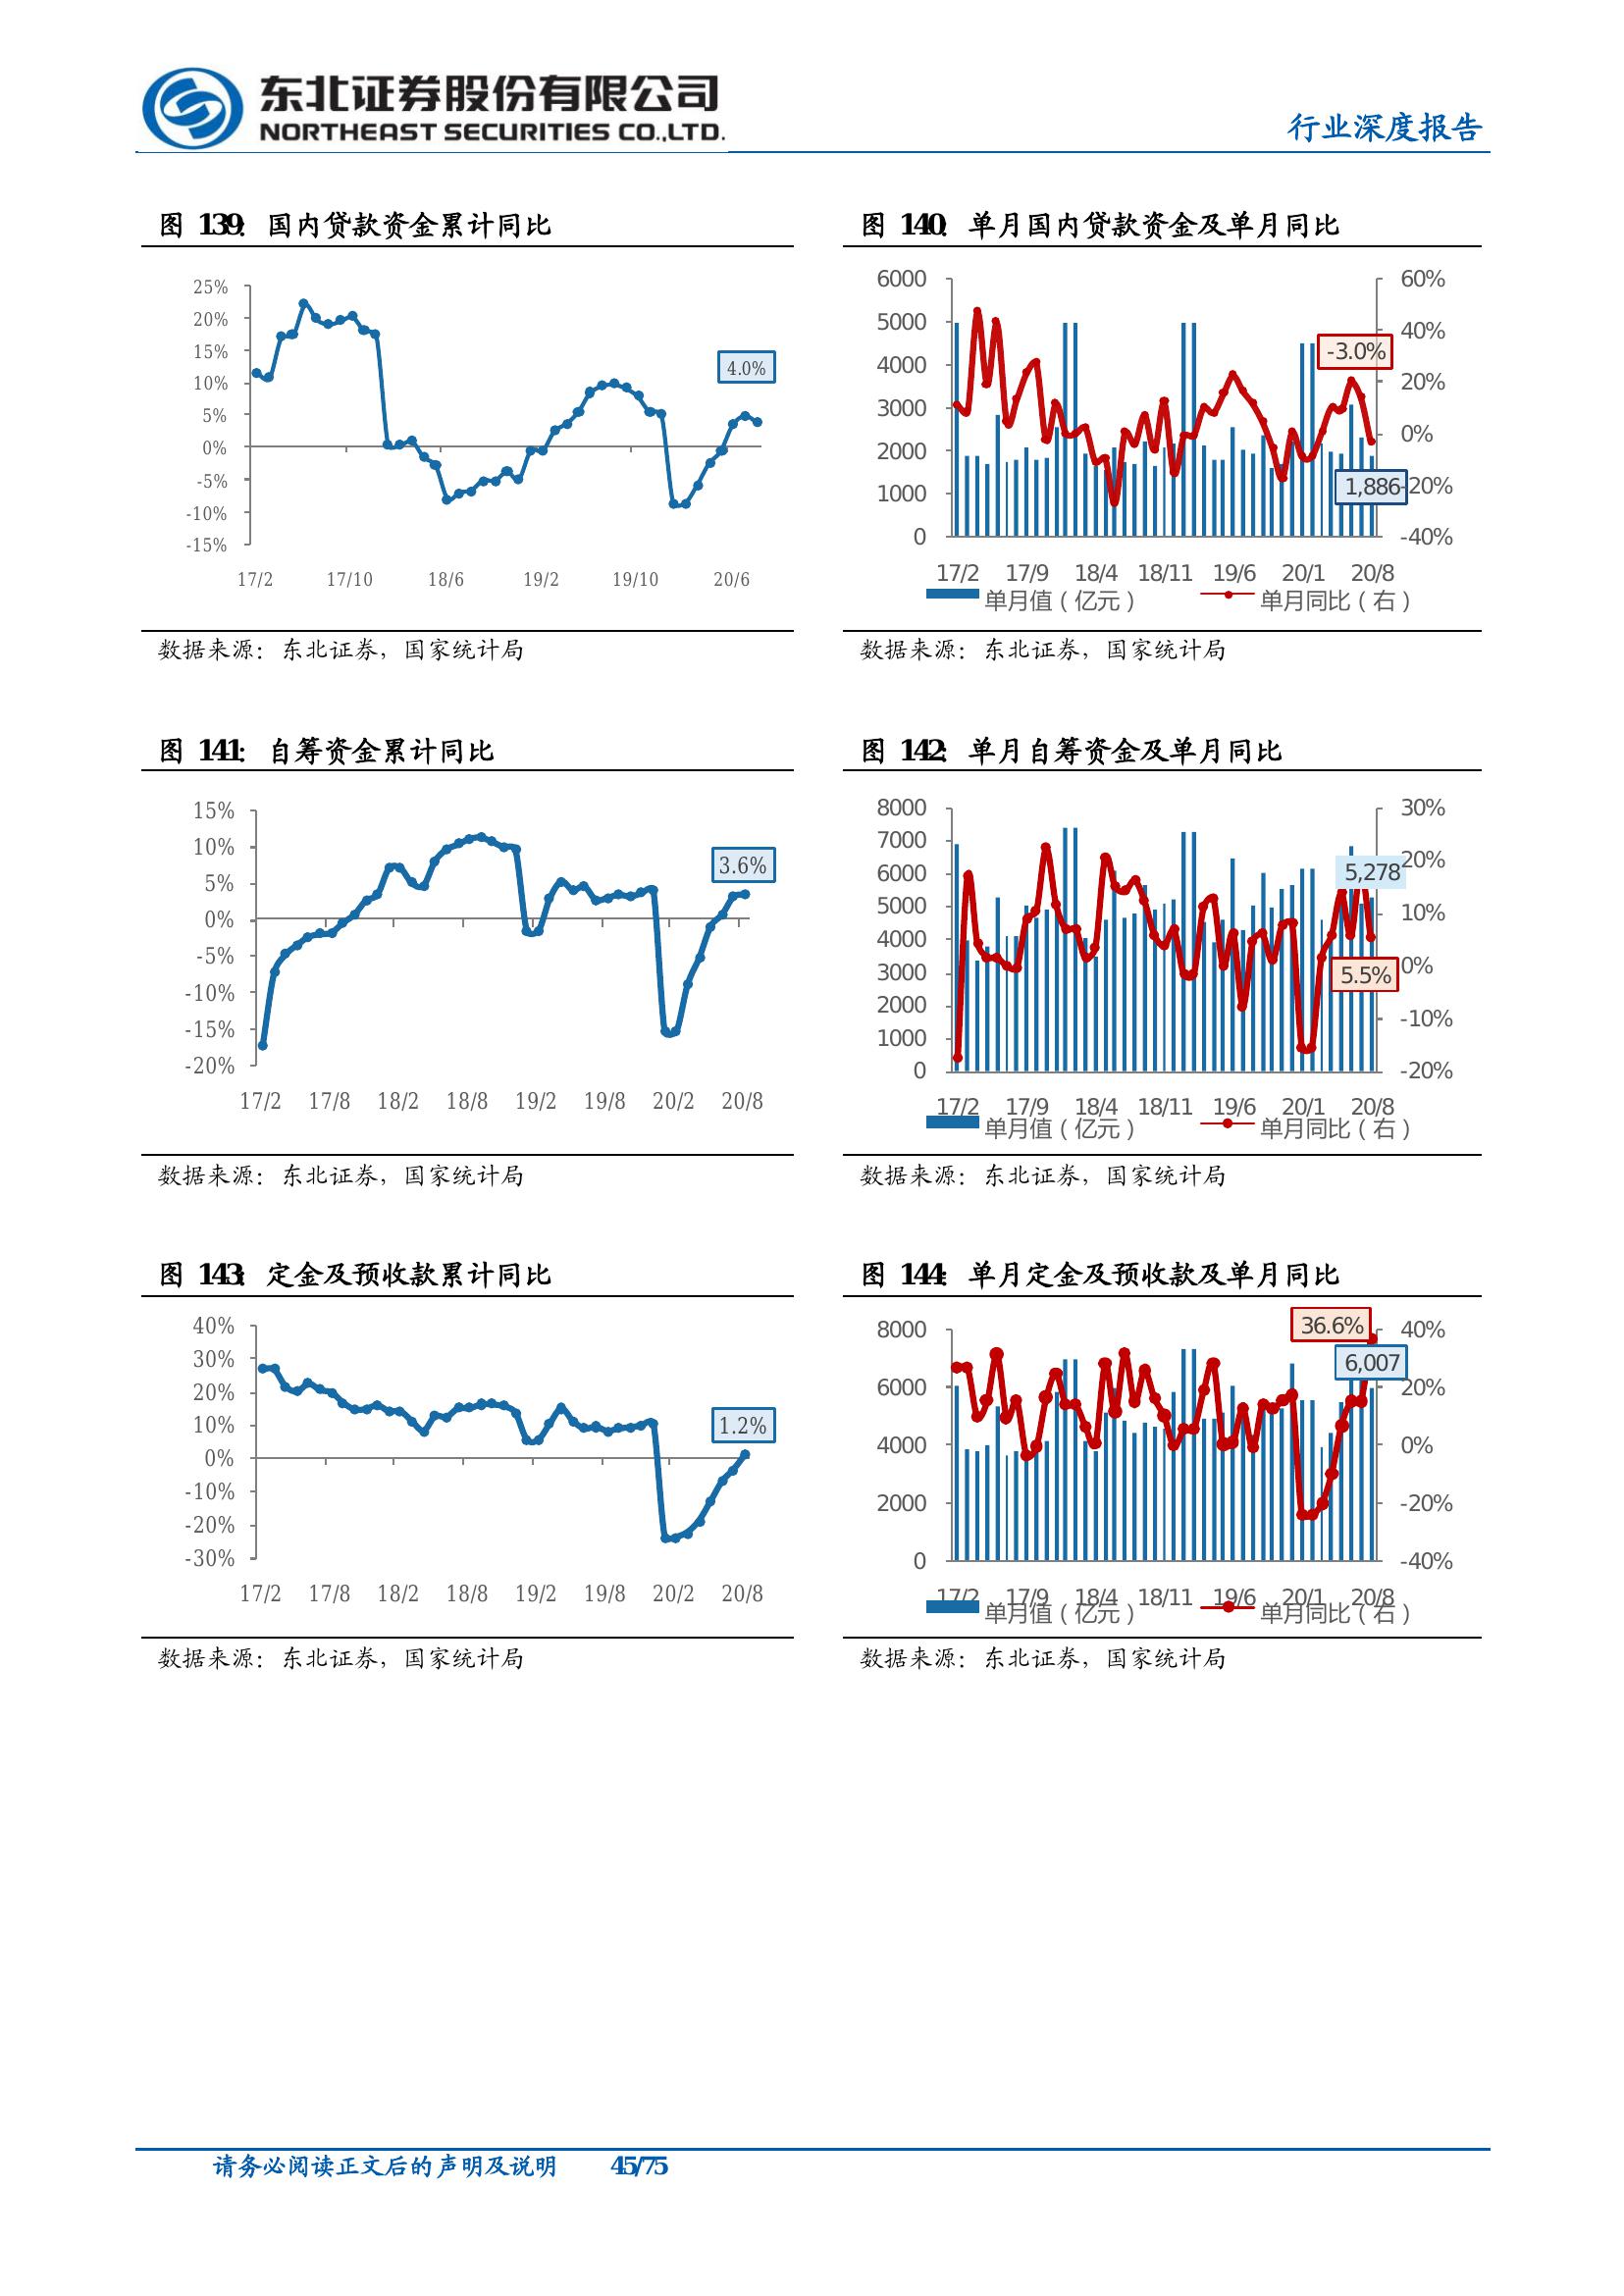 东北证券股份有限公司
NORTHEAST SECURITIES CO.,LTD.
行业深度报告
图 139: 国内贷款资金累计同比
25%
20%
15%
10%
5%
0%
-5%
-10%
-15%
4.0%
17/2 17/10 18/6 19/2 19/10 20/6
数据来源：东北证券，国家统计局
图 140: 单月国内贷款资金及单月同比
6000
5000
4000
3000
2000
1000
0
60%
40%
20%
0%
-20%
-40%
-3.0%
1,886
17/2 17/9 18/4 18/11 19/6 20/1 20/8
单月值（亿元） 单月同比（右）
数据来源：东北证券，国家统计局
图 141: 自筹资金累计同比
15%
10%
5%
0%
-5%
-10%
-15%
-20%
3.6%
17/2 17/8 18/2 18/8 19/2 19/8 20/2 20/8
数据来源：东北证券，国家统计局
图 142: 单月自筹资金及单月同比
8000
7000
6000
5000
4000
3000
2000
1000
0
30%
20%
10%
0%
-10%
-20%
5,278
5.5%
17/2 17/9 18/4 18/11 19/6 20/1 20/8
单月值（亿元） 单月同比（右）
数据来源：东北证券，国家统计局
图 143: 定金及预收款累计同比
40%
30%
20%
10%
0%
-10%
-20%
-30%
1.2%
17/2 17/8 18/2 18/8 19/2 19/8 20/2 20/8
数据来源：东北证券，国家统计局
图 144: 单月定金及预收款及单月同比
8000
6000
4000
2000
0
40%
20%
0%
-20%
-40%
36.6%
6,007
17/2 17/9 18/4 18/11 19/6 20/1 20/8
单月值（亿元） 单月同比（右）
数据来源：东北证券，国家统计局
请务必阅读正文后的声明及说明 45/75